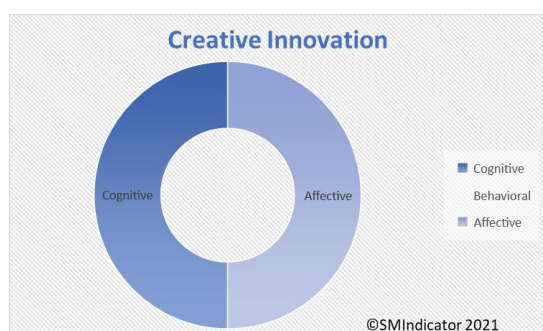 Creative Innovation
Cognitive
Affective
Cognitive
Behavioral
Affective
©SMIndicator 2021